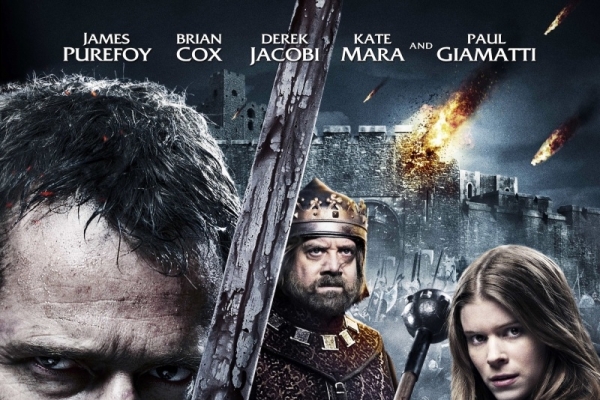 JAMES PUREFOY
BRIAN COX
DEREK JACOBI
KATE MARA
AND
PAUL GIAMATTI